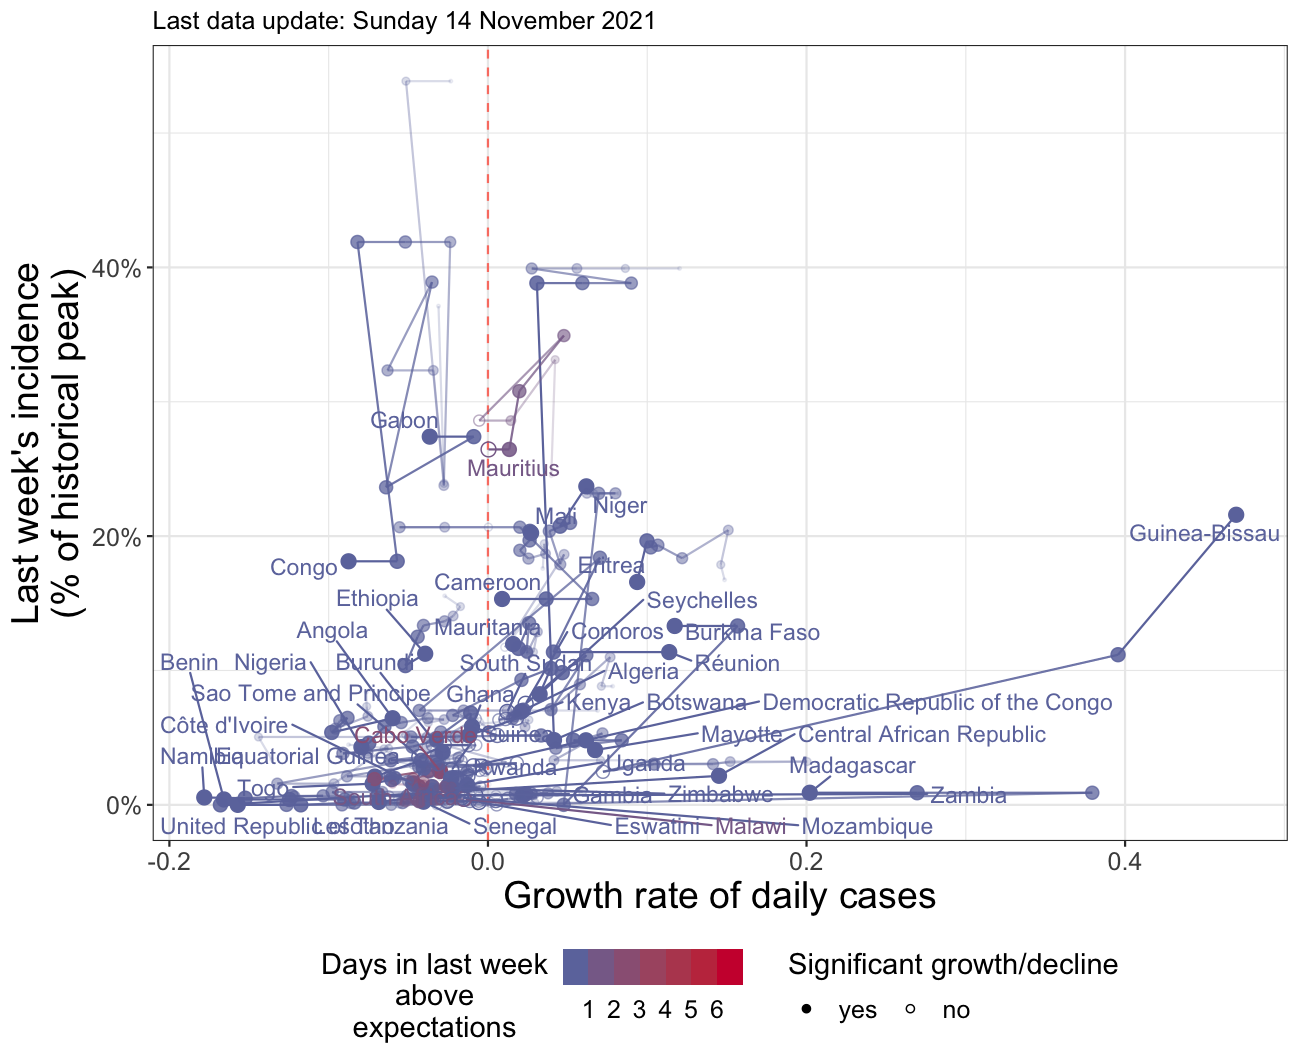 Last data update: Sunday 14 November 2021
Last week's incidence
(% of historical peak)
40%
20%
0%
Gabon
Mauritius
Niger
Mali
Guinea-Bissau
Congo
Eritrea
Cameroon
Ethiopia
Seychelles
Angola
Mauritania
Comoros
Burkina Faso
Benin
Nigeria
Burundi
South Sudan
Algeria
Réunion
Sao Tome and Principe
Ghana
Kenya
Botswana
Democratic Republic of the Congo
Côte d'Ivoire
Cabo Verde
Guinea
Mayotte
Central African Republic
Namibia
Equatorial Guinea
Rwanda
Uganda
Madagascar
Togo
Gambia
Zimbabwe
Zambia
United Republic of Tanzania
Lesotho
Senegal
Eswatini
Malawi
Mozambique
-0.2
0.0
0.2
0.4
Growth rate of daily cases
Days in last week
above
expectations
1 2 3 4 5 6
Significant growth/decline
yes
no